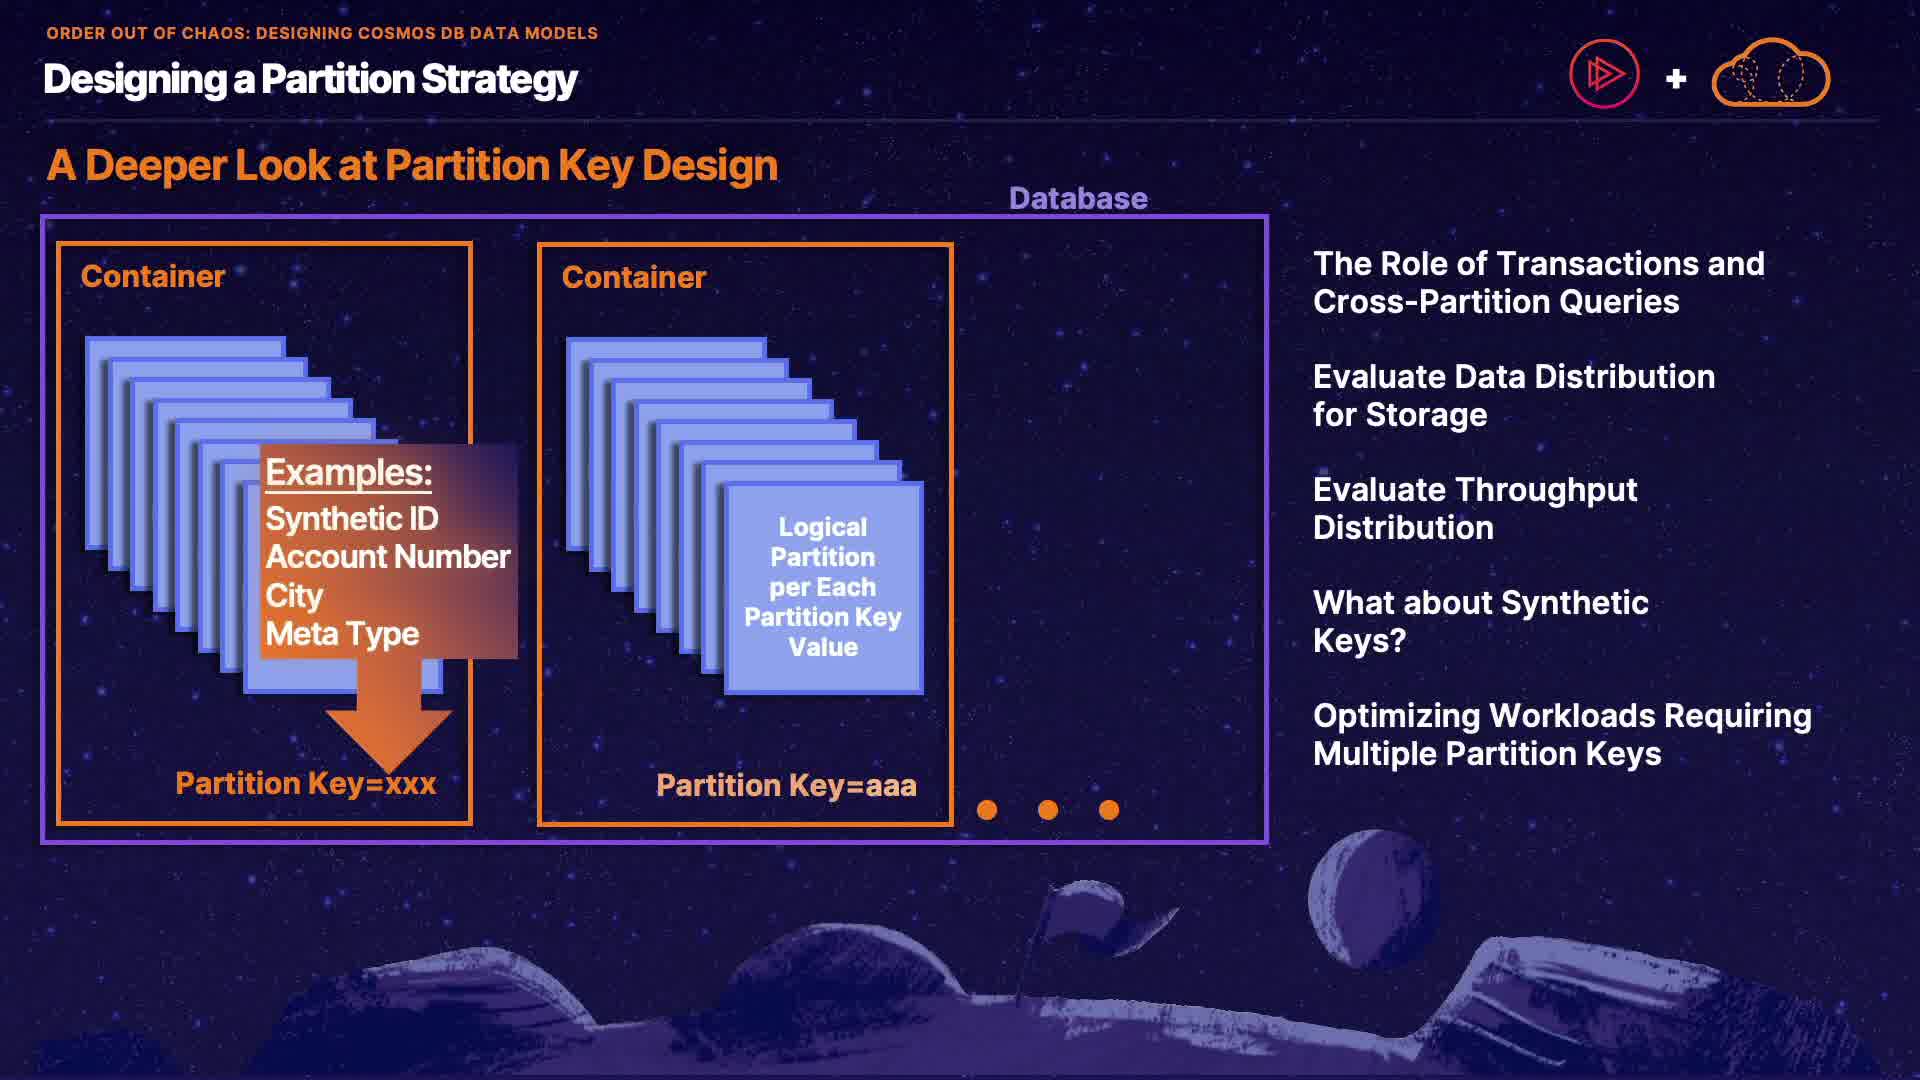 ORDER OUT OF CHAOS: DESIGNING COSMOS DB DATA MODELS
Designing a Partition Strategy
+
A Deeper Look at Partition Key Design
Database
Container
Examples:
Synthetic ID
Account Number
City
Meta Type
Partition Key=xxx
Container
Logical
Partition
per Each
Partition Key
Value
Partition Key=aaa
The Role of Transactions and
Cross-Partition Queries
Evaluate Data Distribution
for Storage
Evaluate Throughput
Distribution
What about Synthetic
Keys?
Optimizing Workloads Requiring
Multiple Partition Keys